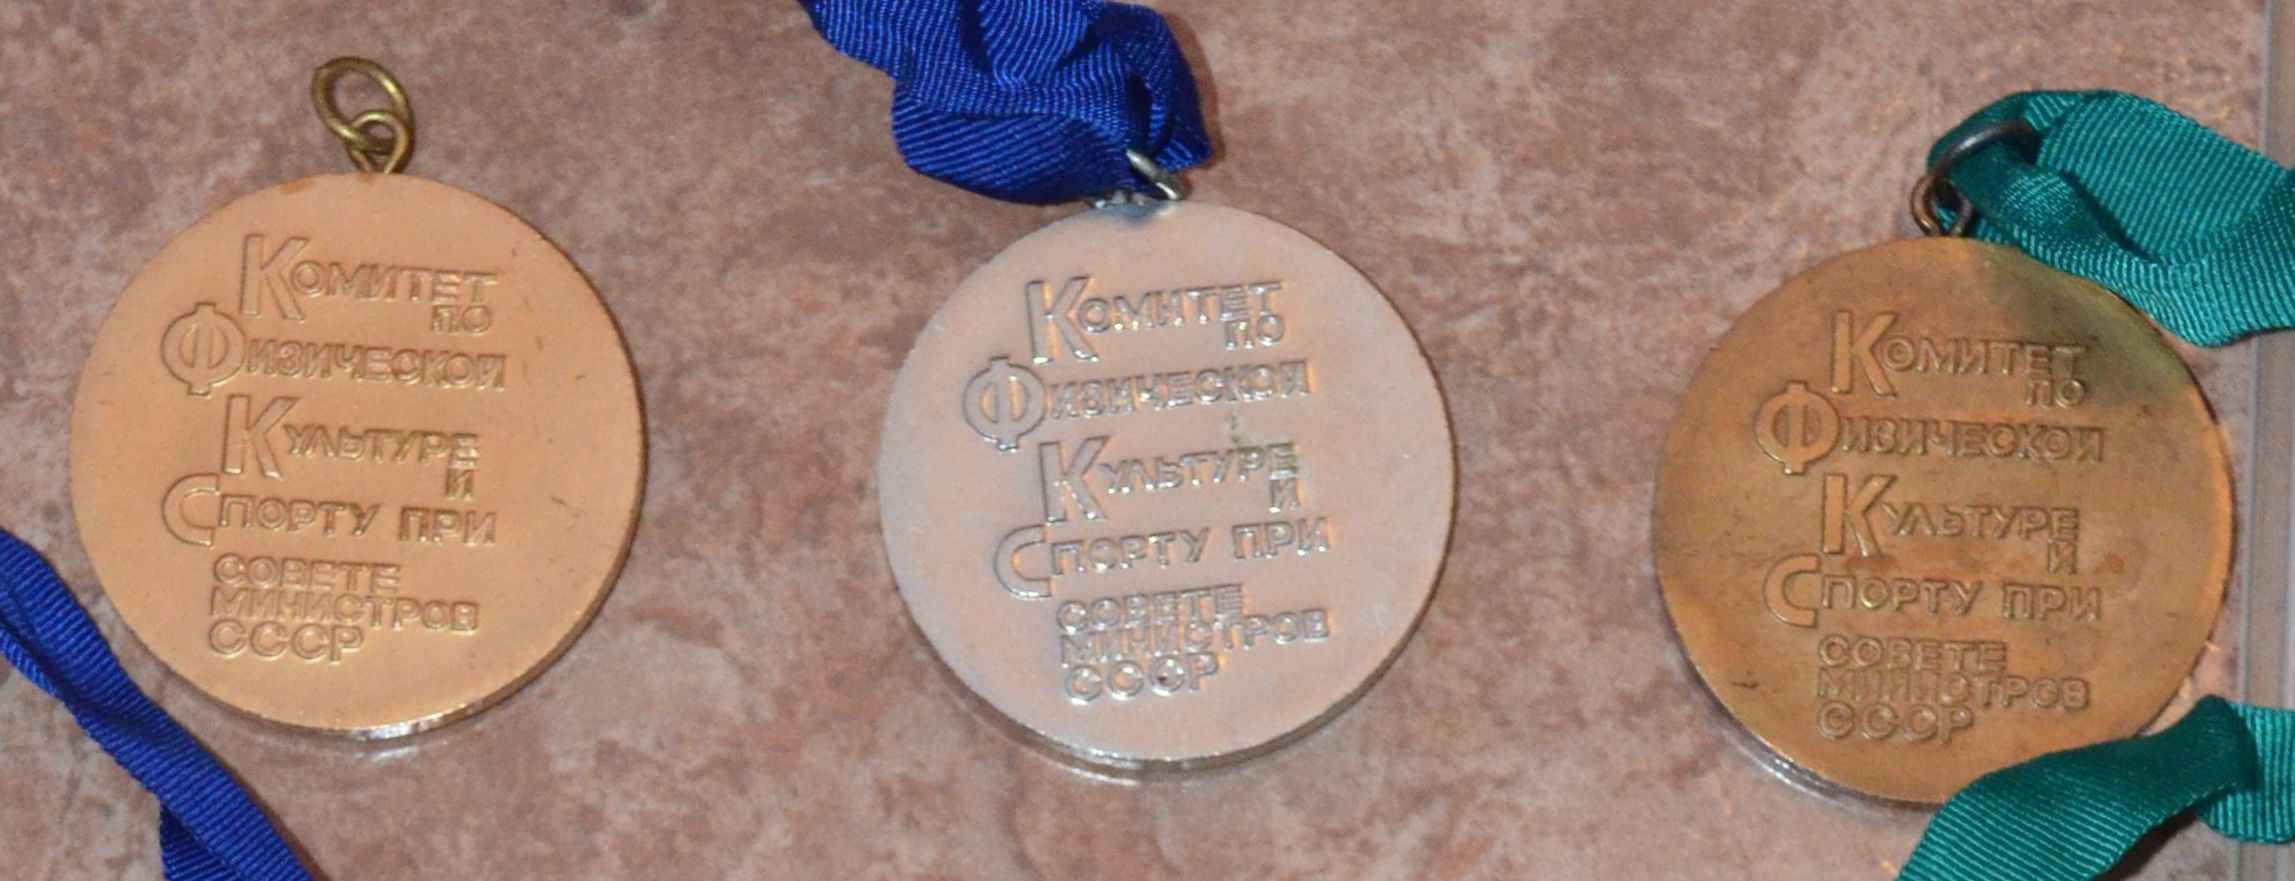 Комитет
по
Физической
Культуре
и
Спорту при
Совете
Министров
СССР
Комитет
по
Физической
Культуре
и
Спорту при
Совете
Министров
СССР
Комитет
по
Физической
Культуре
и
Спорту при
Совете
Министров
СССР